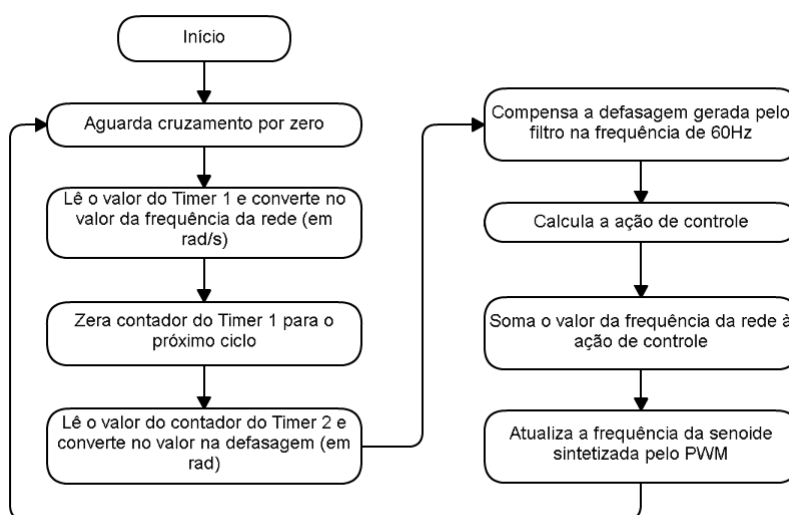 Início
Aguarda cruzamento por zero
Lê o valor do Timer 1 e converte no
valor da frequência da rede (em
rad/s)
Zera contador do Timer 1 para o
próximo ciclo
Lê o valor do contador do Timer 2 e
converte no valor na defasagem (em
rad)
Compensa a defasagem gerada pelo
filtro na frequência de 60Hz
Calcula a ação de controle
Soma o valor da frequência da rede à
ação de controle
Atualiza a frequência da senoide
sintetizada pelo PWM